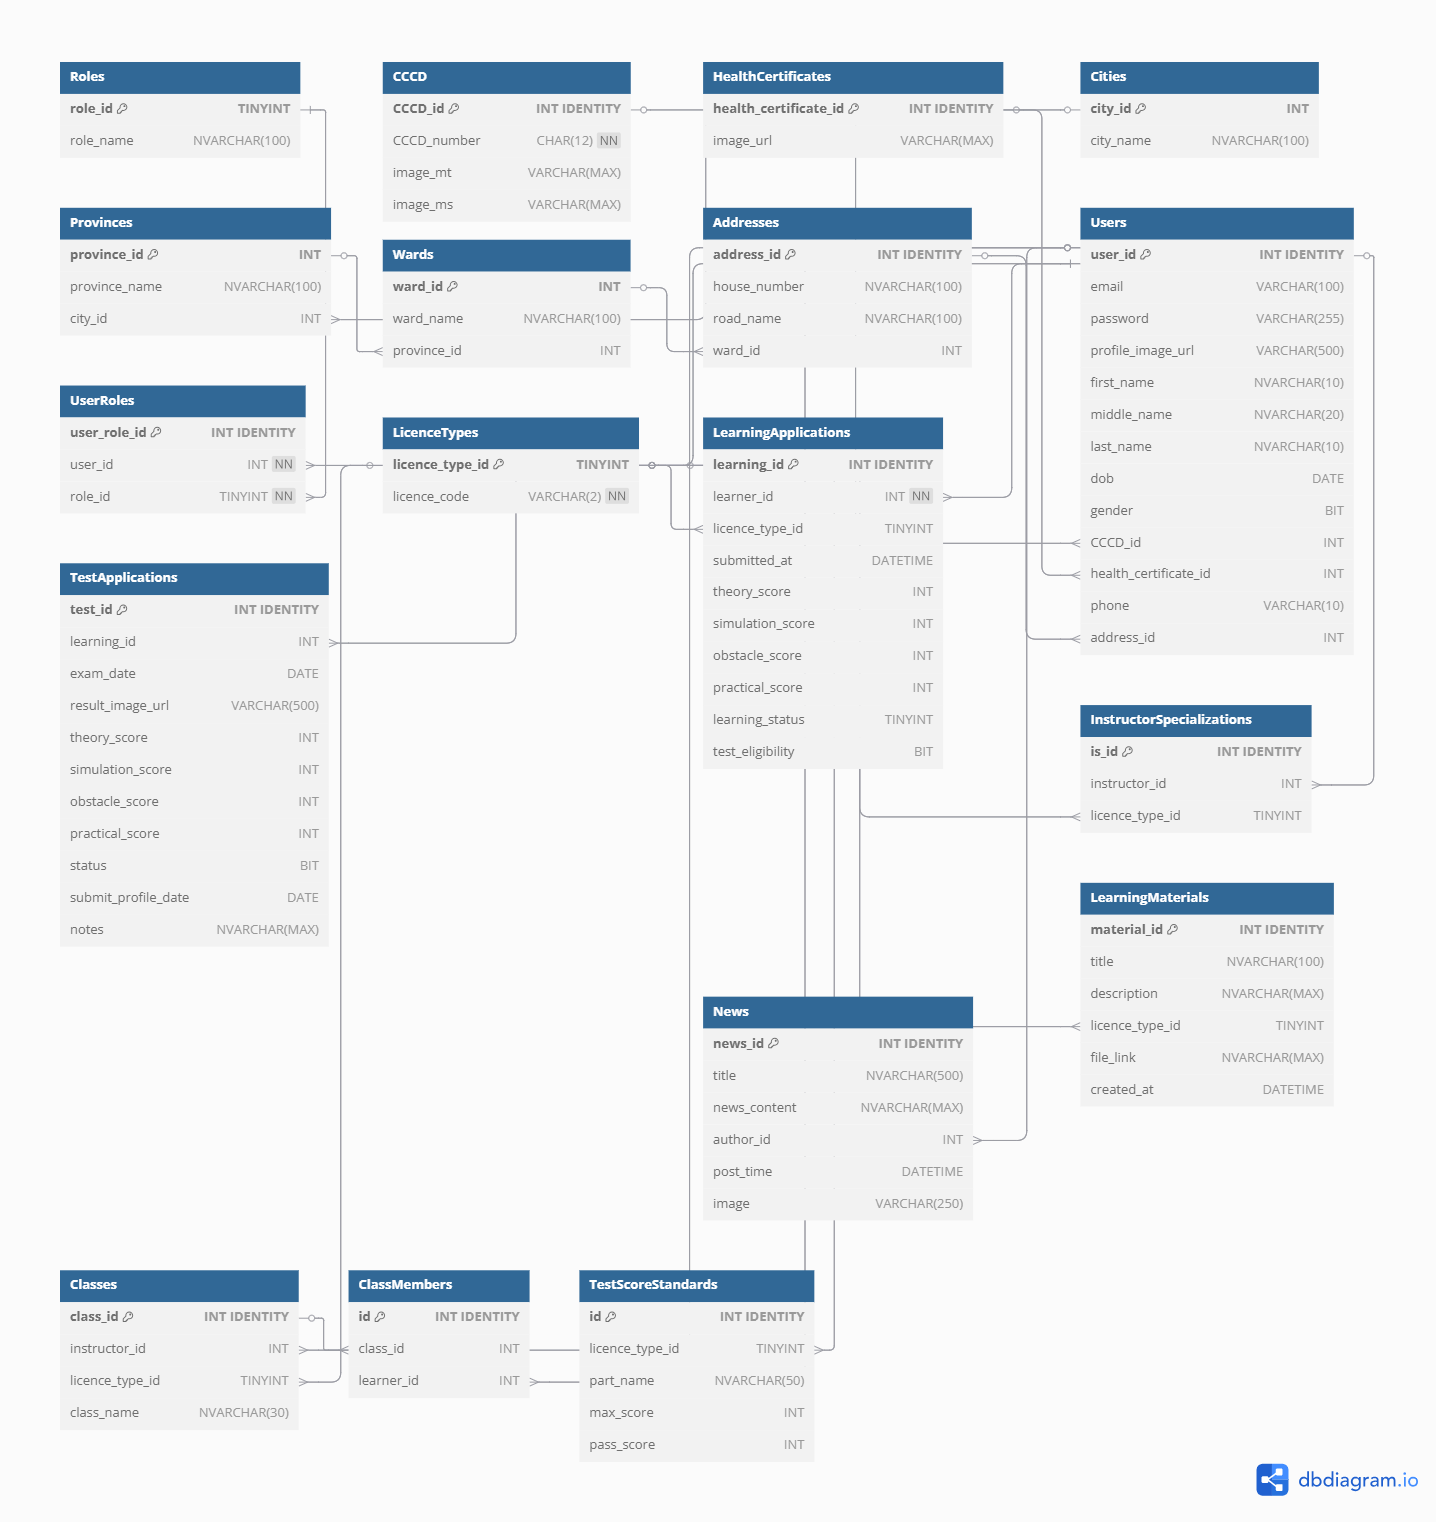 Roles
role_id TINYINT
role_name NVARCHAR(100)
CCCD
CCCD_id INT IDENTITY
CCCD_number CHAR(12) NN
image_mt VARCHAR(MAX)
image_ms VARCHAR(MAX)
HealthCertificates
health_certificate_id INT IDENTITY
image_url VARCHAR(MAX)
Cities
city_id INT
city_name NVARCHAR(100)
Provinces
province_id INT
province_name NVARCHAR(100)
city_id INT
Wards
ward_id INT
ward_name NVARCHAR(100)
province_id INT
Addresses
address_id INT IDENTITY
house_number NVARCHAR(100)
road_name NVARCHAR(100)
ward_id INT
Users
user_id INT IDENTITY
email VARCHAR(100)
password VARCHAR(255)
profile_image_url VARCHAR(500)
first_name NVARCHAR(10)
middle_name NVARCHAR(20)
last_name NVARCHAR(10)
dob DATE
gender BIT
CCCD_id INT
health_certificate_id INT
phone VARCHAR(10)
address_id INT
UserRoles
user_role_id INT IDENTITY
user_id INT NN
role_id TINYINT NN
LicenceTypes
licence_type_id TINYINT
licence_code VARCHAR(2) NN
LearningApplications
learning_id INT IDENTITY
learner_id INT NN
licence_type_id TINYINT
submitted_at DATETIME
theory_score INT
simulation_score INT
obstacle_score INT
practical_score INT
learning_status TINYINT
test_eligibility BIT
TestApplications
test_id INT IDENTITY
learning_id INT
exam_date DATE
result_image_url VARCHAR(500)
theory_score INT
simulation_score INT
obstacle_score INT
practical_score INT
status BIT
submit_profile_date DATE
notes NVARCHAR(MAX)
InstructorSpecializations
is_id INT IDENTITY
instructor_id INT
licence_type_id TINYINT
LearningMaterials
material_id INT IDENTITY
title NVARCHAR(100)
description NVARCHAR(MAX)
licence_type_id TINYINT
file_link NVARCHAR(MAX)
created_at DATETIME
News
news_id INT IDENTITY
title NVARCHAR(500)
news_content NVARCHAR(MAX)
author_id INT
post_time DATETIME
image VARCHAR(250)
Classes
class_id INT IDENTITY
instructor_id INT
licence_type_id TINYINT
class_name NVARCHAR(30)
ClassMembers
id INT IDENTITY
class_id INT
learner_id INT
TestScoreStandards
id INT IDENTITY
licence_type_id TINYINT
part_name NVARCHAR(50)
max_score INT
pass_score INT
dbdiagram.io